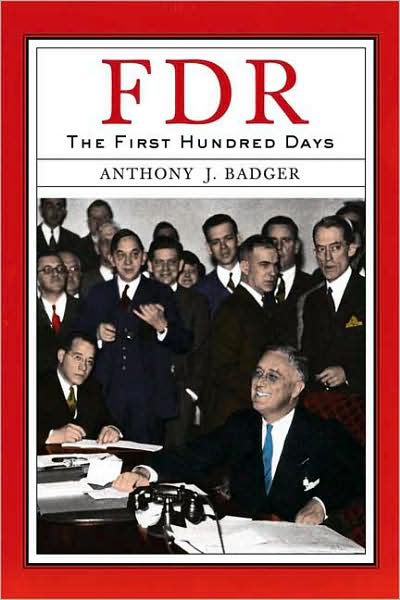 FDR
THE FIRST HUNDRED DAYS
ANTHONY J. BADGER